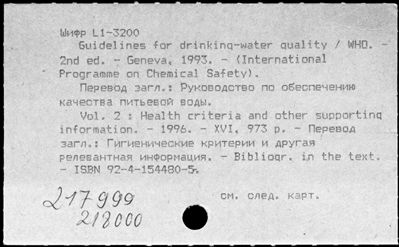 Шифр L1-3200
Guidelines for drinking-water quality / WHO. -
2nd ed. - Geneva, 1993. - (International
Programme on Chemical Safety).
Перевод загл.: Руководство по обеспечению
качества питьевой воды.
Vol. 2 : Health criteria and other supporting
information. - 1996. - XVI, 973 p. - Перевод
загл.: Гигиенические критерии и другая
релевантная информация. - Bibliogr. in the text.
- ISBN 92-4-154480-5.
217999
218000
см. след. карт.